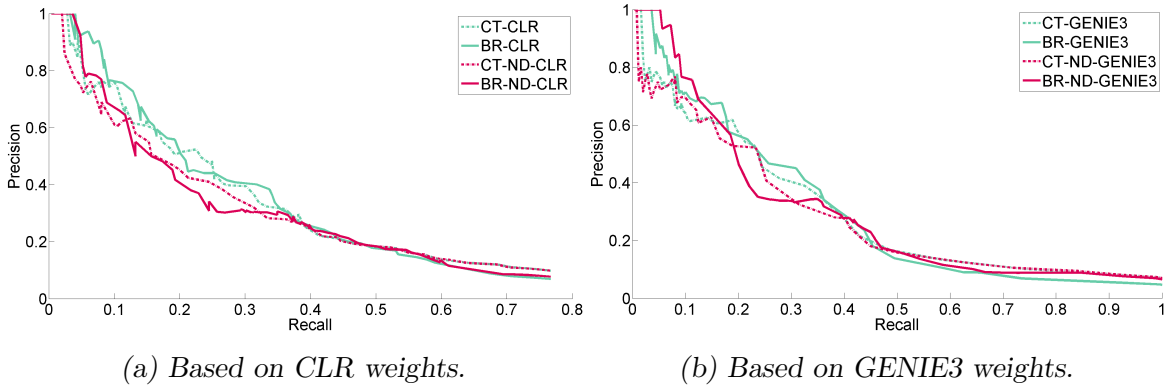 1
0.8
0.6
0.4
0.2
0
Precision
0 0.1 0.2 0.3 0.4 0.5 0.6 0.7 0.8
Recall
CT-CLR
BR-CLR
CT-ND-CLR
BR-ND-CLR
(a) Based on CLR weights.
1
0.8
0.6
0.4
0.2
0
Precision
0 0.1 0.2 0.3 0.4 0.5 0.6 0.7 0.8 0.9 1
Recall
CT-GENIE3
BR-GENIE3
CT-ND-GENIE3
BR-ND-GENIE3
(b) Based on GENIE3 weights.